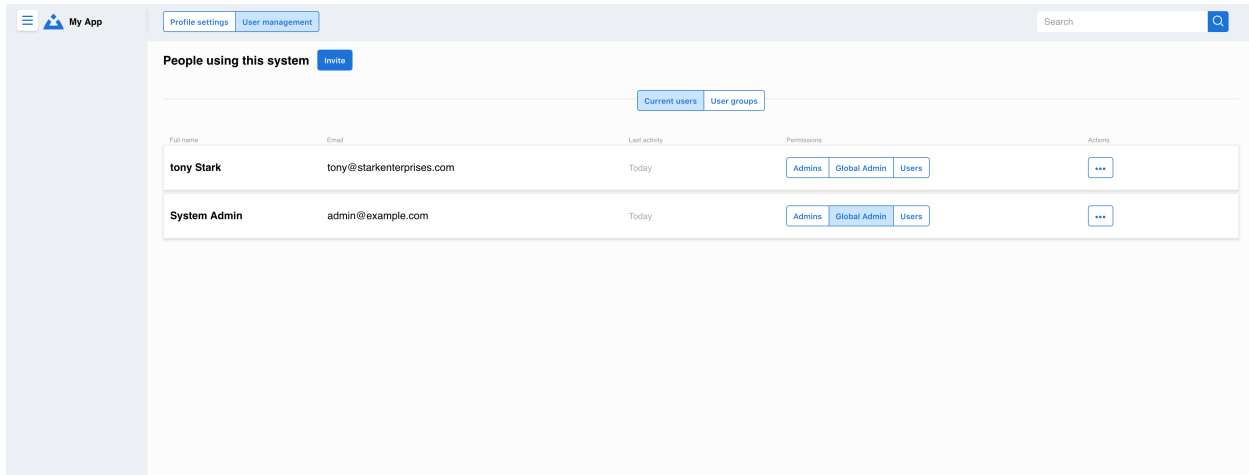 My App
Profile settings User management
Search
People using this system Invite
Current users User groups
Full name Email Last activity Permissions Actions
tony Stark tony@starkenterprises.com Today Admins Global Admin Users
System Admin admin@example.com Today Admins Global Admin Users